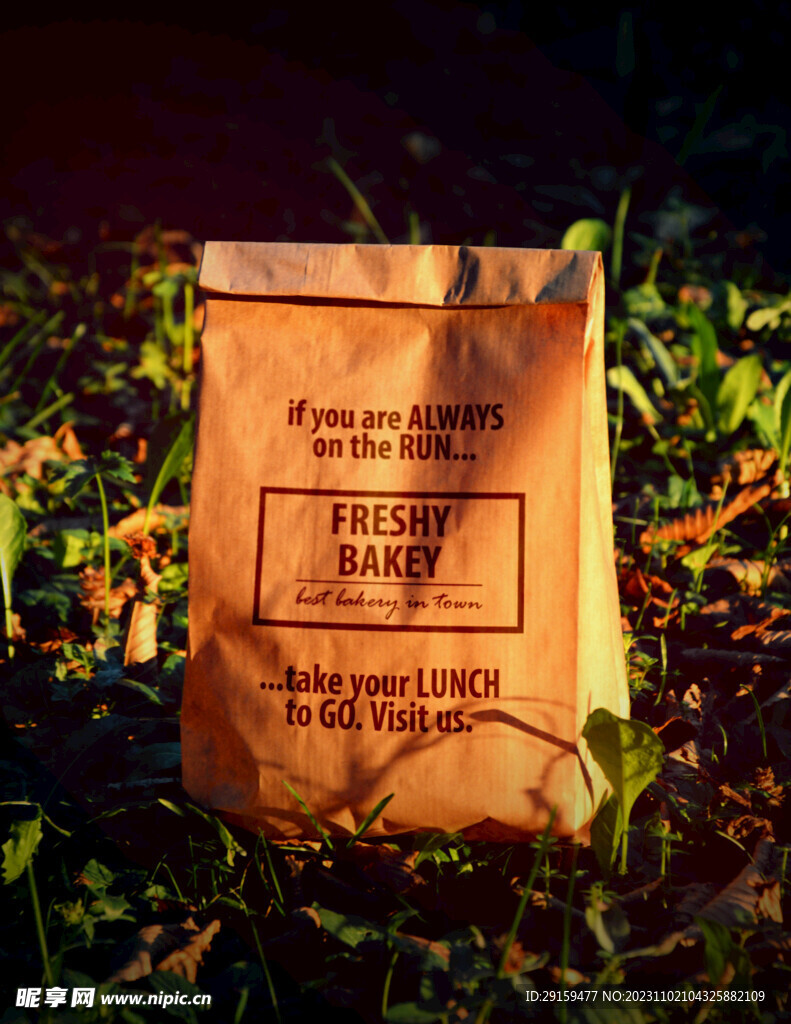 if you are ALWAYS
on the RUN...
FRESHY
BAKEY
best bakery in town
...take your LUNCH
to GO. Visit us.
昵享网 www.nipic.cn
ID:29159477 NO:20231102104325882109